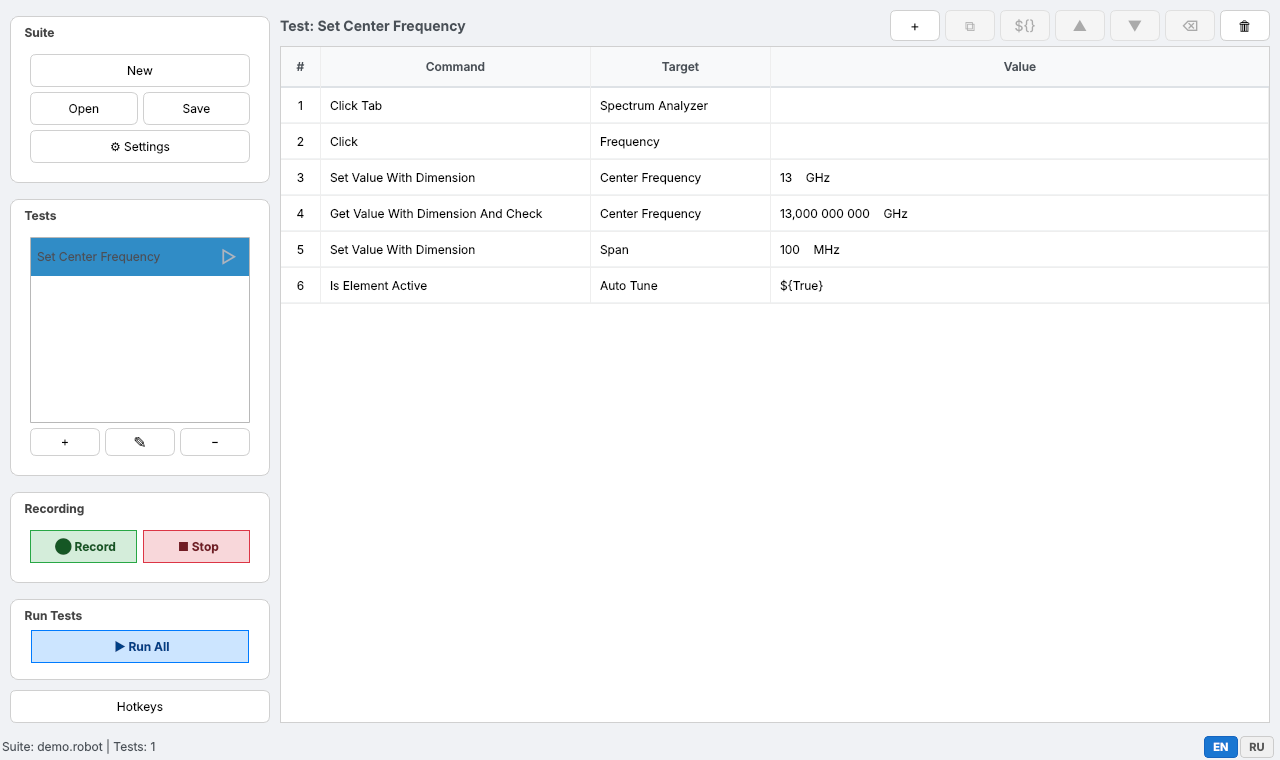 Suite
New
Open Save
⚙ Settings
Tests
Set Center Frequency
+ ✎ −
Recording
Record Stop
Run Tests
▶ Run All
Hotkeys
Test: Set Center Frequency
+ ⧉ ${} ▲ ▼ ⌫ 🗑
# Command Target Value
1 Click Tab Spectrum Analyzer
2 Click Frequency
3 Set Value With Dimension Center Frequency 13 GHz
4 Get Value With Dimension And Check Center Frequency 13,000 000 000 GHz
5 Set Value With Dimension Span 100 MHz
6 Is Element Active Auto Tune ${True}
Suite: demo.robot | Tests: 1
EN RU